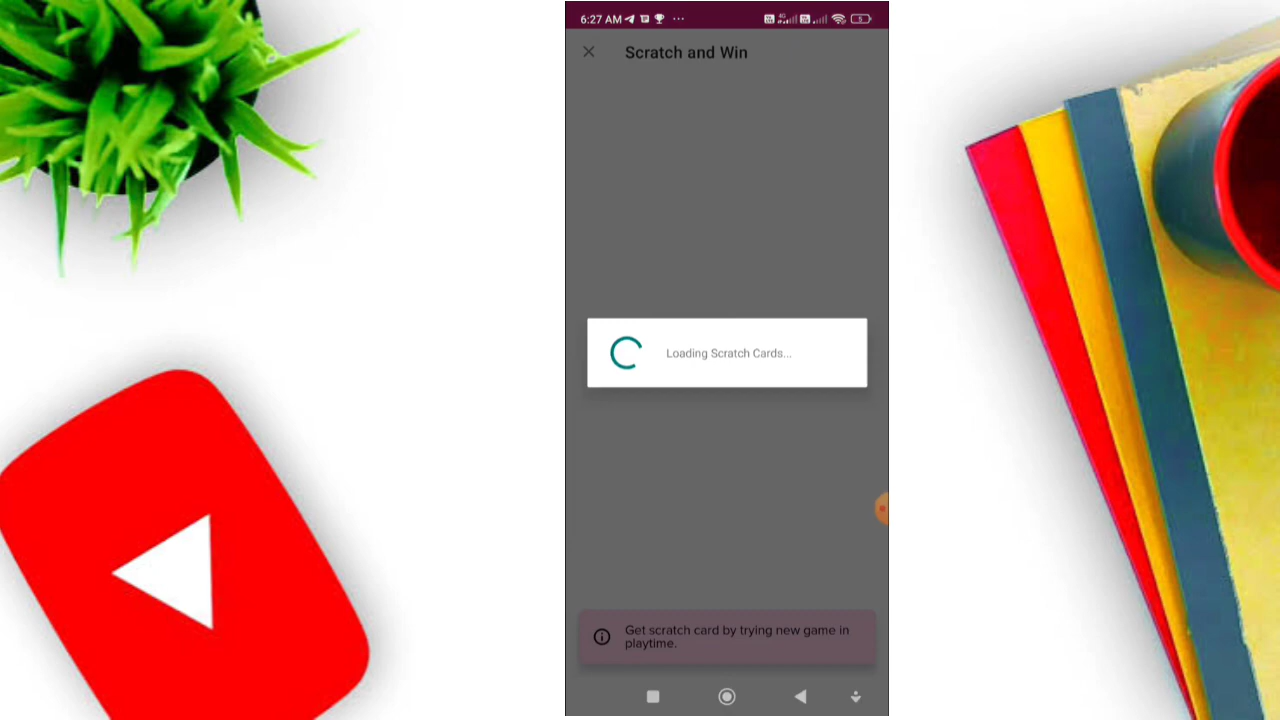 6:27 AM
Scratch and Win
Loading Scratch Cards...
Get scratch card by trying new game in
playtime.